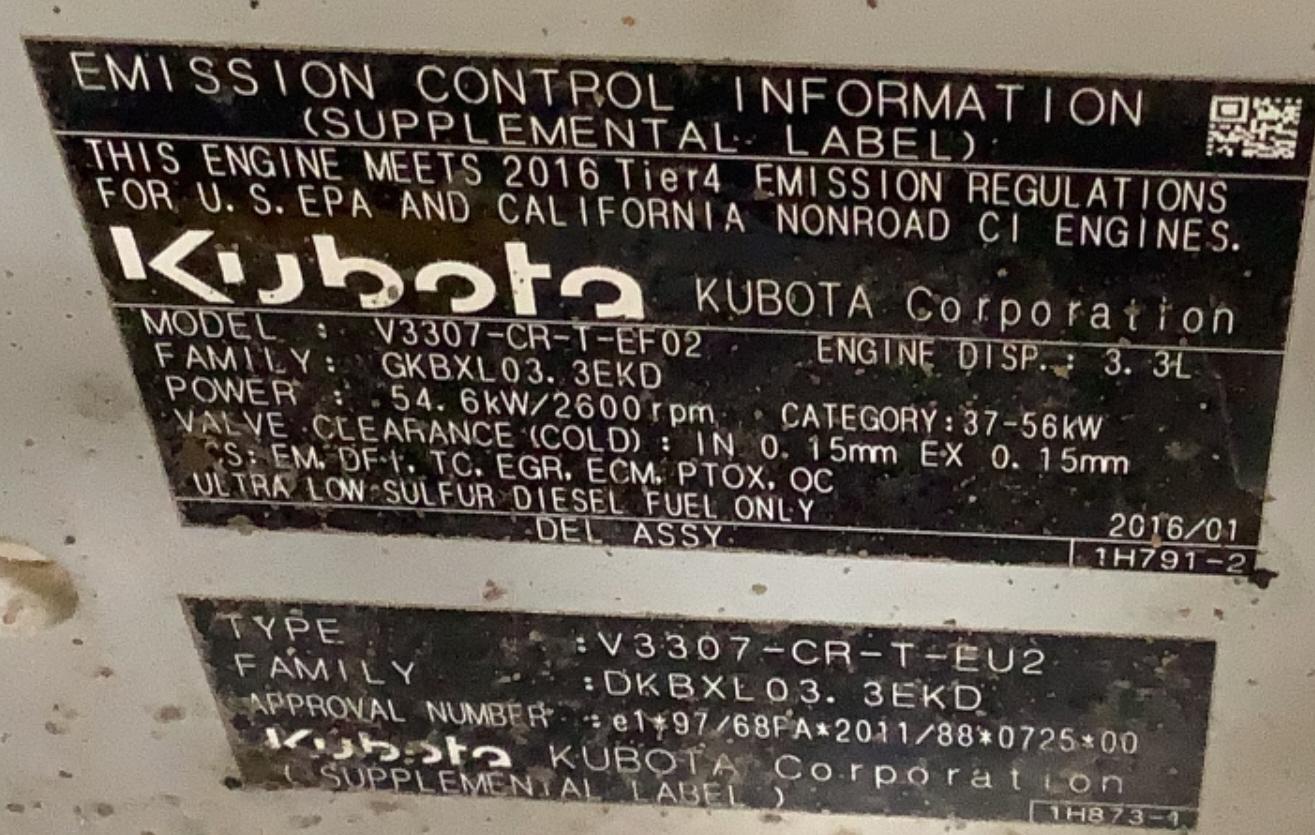 EMISSION CONTROL INFORMATION
(SUPPLEMENTAL LABEL)
THIS ENGINE MEETS 2016 Tier4 EMISSION REGULATIONS
FOR U.S.EPA AND CALIFORNIA NONROAD CI ENGINES.
Kubota KUBOTA Corporation
MODEL : V3307-CR-T-EF02 ENGINE DISP.: 3.3L
FAMILY: GKBXL03.3EKD
POWER : 54.6kW/2600rpm CATEGORY:37-56kW
VALVE CLEARANCE(COLD): IN 0.15mm EX 0.15mm
ECS: EM, DFI, TC, EGR, ECM, PTOX, OC
ULTRA LOW SULFUR DIESEL FUEL ONLY
2016/01
DEL ASSY 1H791-2
TYPE :V3307-CR-T-EU2
FAMILY :DKBXL03.3EKD
APPROVAL NUMBER :e1*97/68FA*2011/88*0725*00
Kubota KUBOTA Corporation
(SUPPLEMENTAL LABEL)
1H873-1